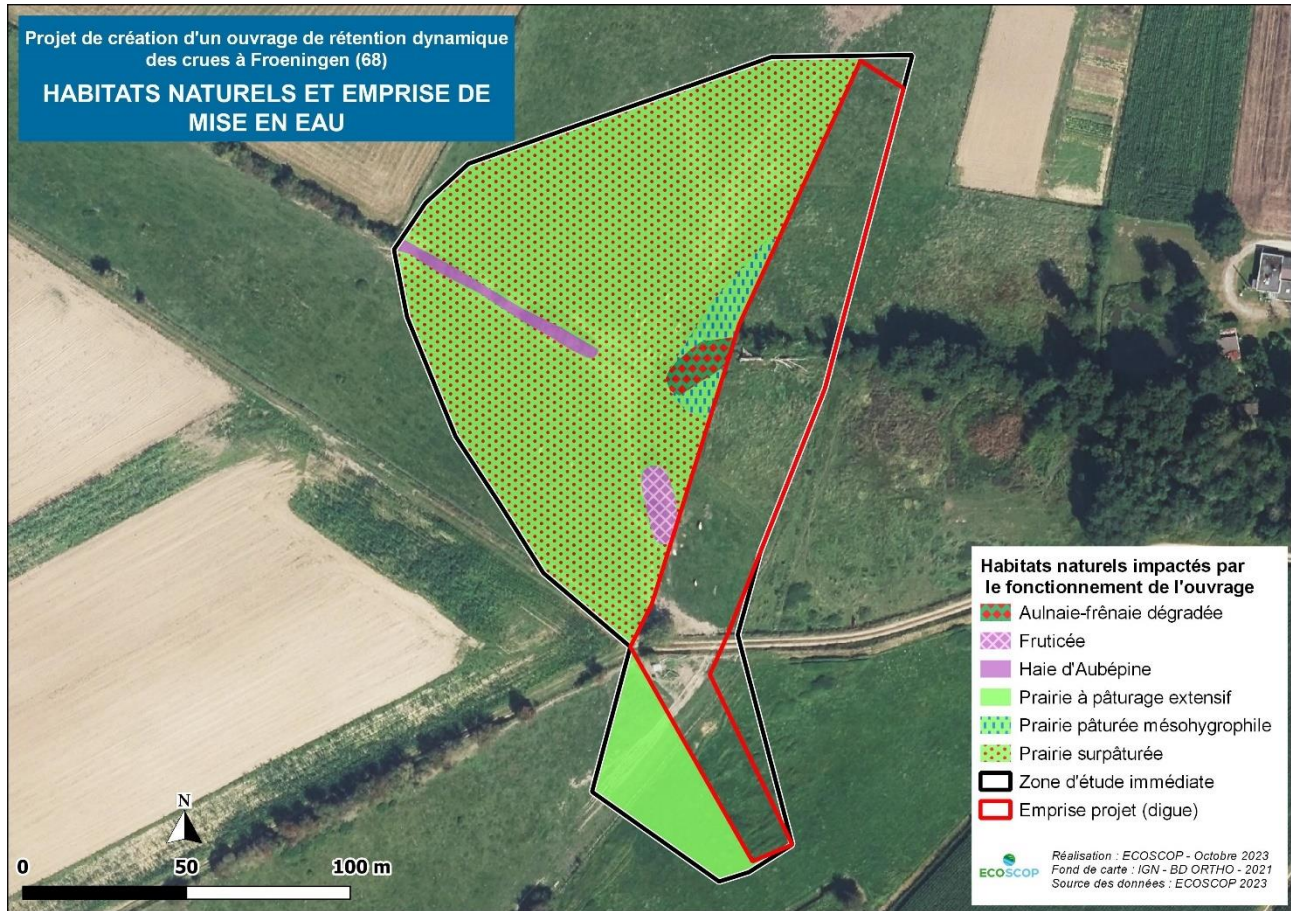 Projet de création d'un ouvrage de rétention dynamique
des crues à Froeningen (68)
HABITATS NATURELS ET EMPRISE DE
MISE EN EAU
Habitats naturels impactés par
le fonctionnement de l'ouvrage
Aulnaie-frênaie dégradée
Fruticée
Haie d'Aubépine
Prairie à pâturage extensif
Prairie pâturée mésohygrophile
Prairie surpâturée
Zone d'étude immédiate
Emprise projet (digue)
ECOSCOP
Réalisation : ECOSCOP - Octobre 2023
Fond de carte : IGN - BD ORTHO - 2021
Source des données : ECOSCOP 2023
N
0 50 100 m